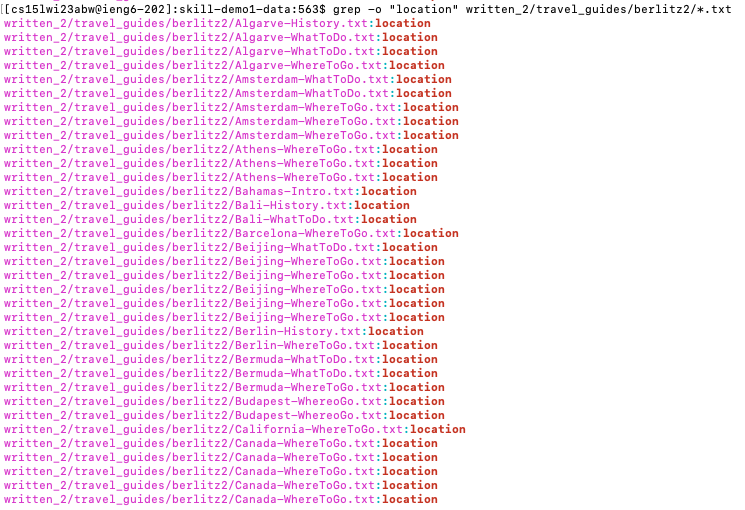 [[cs15lwi23abw@ieng6-202]:skill-demo1-data:563$ grep -o "location" written_2/travel_guides/berlitz2/*.txt
written_2/travel_guides/berlitz2/Algarve-History.txt:location
written_2/travel_guides/berlitz2/Algarve-WhatToDo.txt:location
written_2/travel_guides/berlitz2/Algarve-WhatToDo.txt:location
written_2/travel_guides/berlitz2/Algarve-WhereToGo.txt:location
written_2/travel_guides/berlitz2/Amsterdam-WhatToDo.txt:location
written_2/travel_guides/berlitz2/Amsterdam-WhatToDo.txt:location
written_2/travel_guides/berlitz2/Amsterdam-WhereToGo.txt:location
written_2/travel_guides/berlitz2/Amsterdam-WhereToGo.txt:location
written_2/travel_guides/berlitz2/Amsterdam-WhereToGo.txt:location
written_2/travel_guides/berlitz2/Athens-WhereToGo.txt:location
written_2/travel_guides/berlitz2/Athens-WhereToGo.txt:location
written_2/travel_guides/berlitz2/Athens-WhereToGo.txt:location
written_2/travel_guides/berlitz2/Bahamas-Intro.txt:location
written_2/travel_guides/berlitz2/Bali-History.txt:location
written_2/travel_guides/berlitz2/Bali-WhatToDo.txt:location
written_2/travel_guides/berlitz2/Barcelona-WhereToGo.txt:location
written_2/travel_guides/berlitz2/Beijing-WhatToDo.txt:location
written_2/travel_guides/berlitz2/Beijing-WhereToGo.txt:location
written_2/travel_guides/berlitz2/Beijing-WhereToGo.txt:location
written_2/travel_guides/berlitz2/Beijing-WhereToGo.txt:location
written_2/travel_guides/berlitz2/Beijing-WhereToGo.txt:location
written_2/travel_guides/berlitz2/Beijing-WhereToGo.txt:location
written_2/travel_guides/berlitz2/Berlin-History.txt:location
written_2/travel_guides/berlitz2/Berlin-WhereToGo.txt:location
written_2/travel_guides/berlitz2/Bermuda-WhatToDo.txt:location
written_2/travel_guides/berlitz2/Bermuda-WhatToDo.txt:location
written_2/travel_guides/berlitz2/Bermuda-WhereToGo.txt:location
written_2/travel_guides/berlitz2/Budapest-WhereoGo.txt:location
written_2/travel_guides/berlitz2/Budapest-WhereoGo.txt:location
written_2/travel_guides/berlitz2/California-WhereToGo.txt:location
written_2/travel_guides/berlitz2/Canada-WhereToGo.txt:location
written_2/travel_guides/berlitz2/Canada-WhereToGo.txt:location
written_2/travel_guides/berlitz2/Canada-WhereToGo.txt:location
written_2/travel_guides/berlitz2/Canada-WhereToGo.txt:location
written_2/travel_guides/berlitz2/Canada-WhereToGo.txt:location